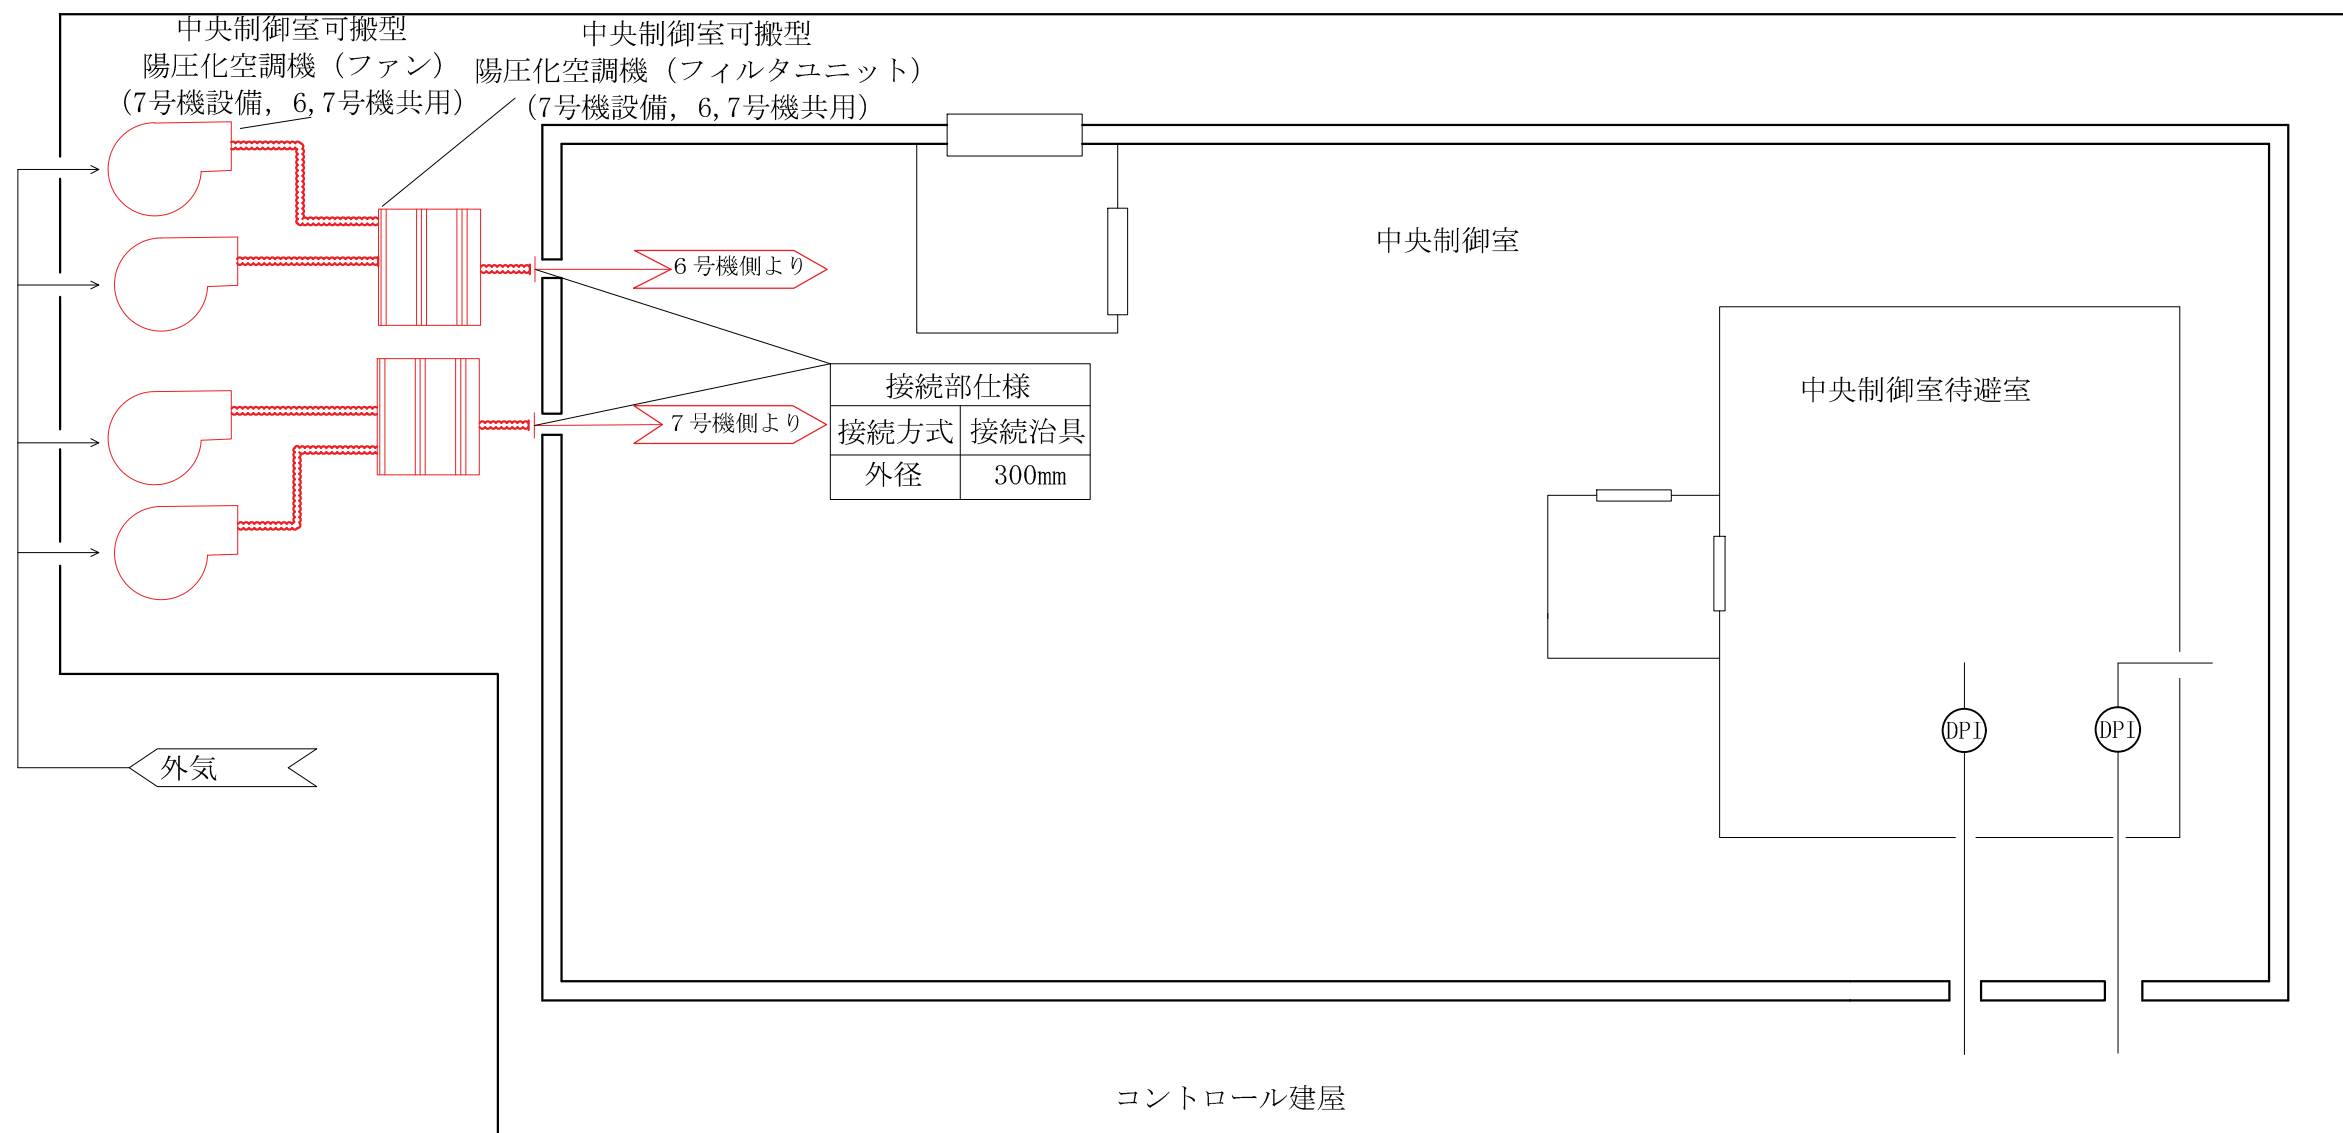 中央制御室可搬型
陽圧化空調機（ファン）
（7号機設備, 6,7号機共用）
中央制御室可搬型
陽圧化空調機（フィルタユニット）
（7号機設備, 6,7号機共用）
6号機側より
7号機側より
接続部仕様
接続方式 接続治具
外径 300mm
中央制御室
中央制御室待避室
DPI
DPI
外気
コントロール建屋